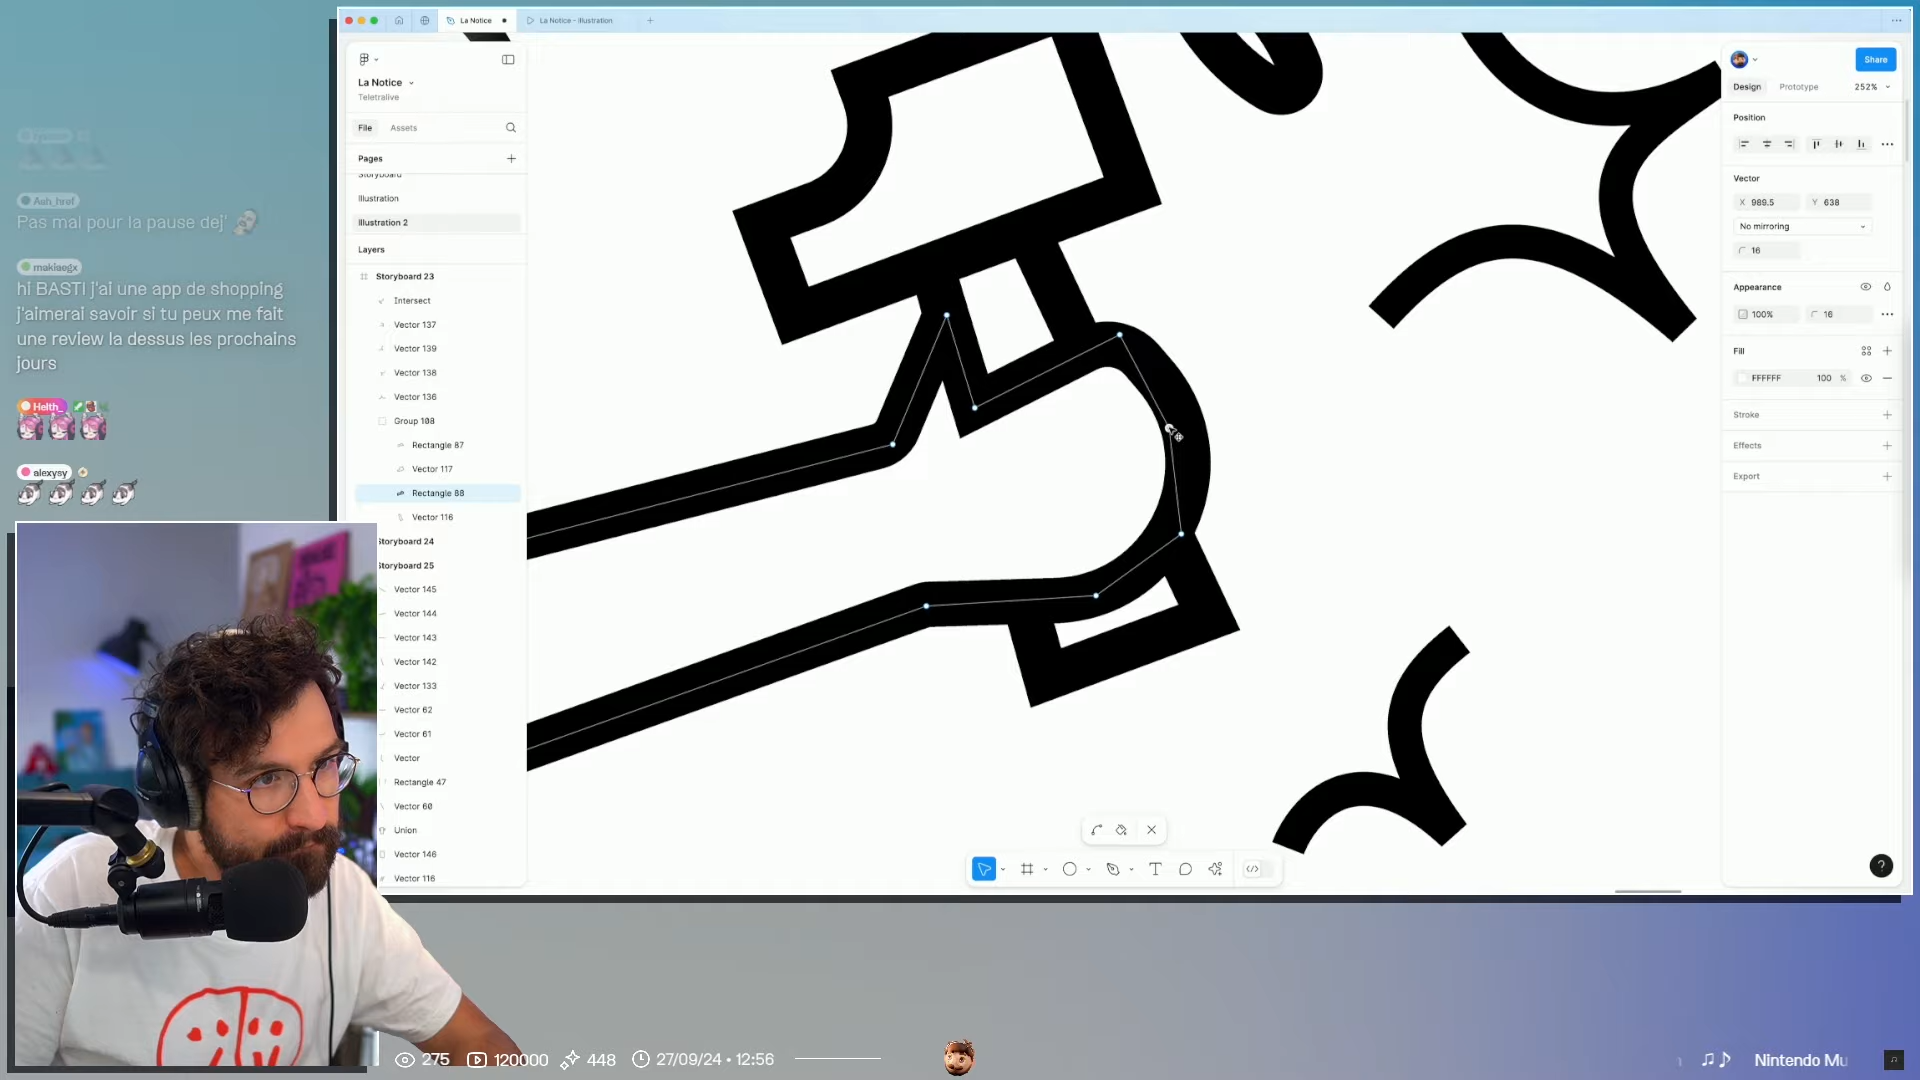 La Notice
La Notice - Illustration
La Notice
Teletralive
File
Assets
Pages
Storyboard
Illustration
Illustration 2
Layers
Storyboard 23
Intersect
Vector 137
Vector 139
Vector 138
Vector 136
Group 108
Rectangle 87
Vector 117
Rectangle 88
Vector 116
Storyboard 24
Storyboard 25
Vector 145
Vector 144
Vector 143
Vector 142
Vector 133
Vector 62
Vector 61
Vector
Rectangle 47
Vector 60
Union
Vector 146
Vector 116
Share
Design
Prototype
252%
Position
Vector
X 989.5
Y 638
No mirroring
16
Appearance
100%
16
Fill
FFFFFF
100 %
Stroke
Effects
Export
?
Aah_href
Pas mal pour la pause dej'
makiaegx
hi BASTI j'ai une app de shopping
j'aimerai savoir si tu peux me fait
une review la dessus les prochains
jours
Helth_
alexysy
275
120000
448
27/09/24 • 12:56
Nintendo Mu